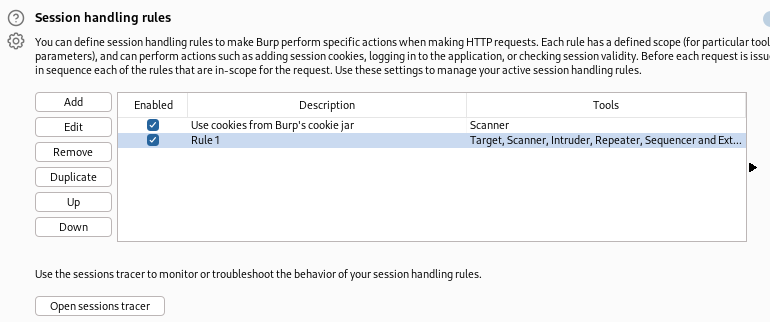 Session handling rules
You can define session handling rules to make Burp perform specific actions when making HTTP requests. Each rule has a defined scope (for particular tool
parameters), and can perform actions such as adding session cookies, logging in to the application, or checking session validity. Before each request is issu
in sequence each of the rules that are in-scope for the request. Use these settings to manage your active session handling rules.
Add
Edit
Remove
Duplicate
Up
Down
Enabled Description Tools
Use cookies from Burp's cookie jar Scanner
Rule 1 Target, Scanner, Intruder, Repeater, Sequencer and Ext...
Use the sessions tracer to monitor or troubleshoot the behavior of your session handling rules.
Open sessions tracer